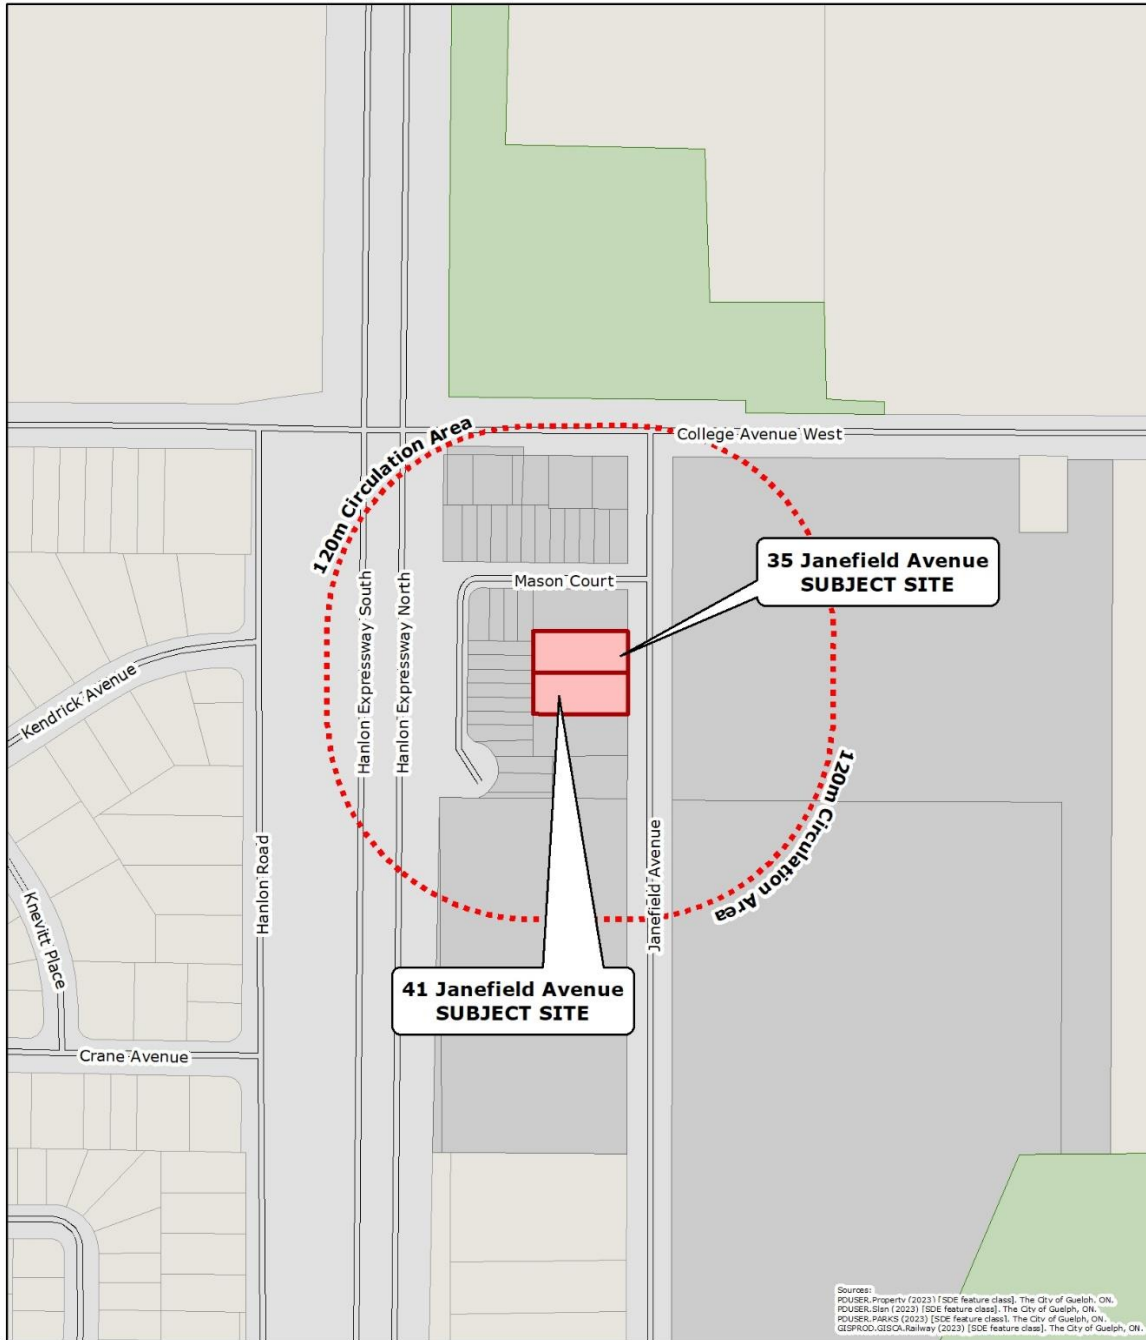 College Avenue West
120m Circulation Area
35 Janefield Avenue
SUBJECT SITE
Mason Court
Hanlon Expressway South
Hanlon Expressway North
Kendrick Avenue
120m Circulation Area
Hanlon Road
Janefield Avenue
Knevitt Place
41 Janefield Avenue
SUBJECT SITE
Crane Avenue
Sources:
PDUSER.Property (2023) [SDE feature class]. The City of Guelph, ON.
PDUSER.Slan (2023) [SDE feature class]. The City of Guelph, ON.
PDUSER.PARKS (2023) [SDE feature class]. The City of Guelph, ON.
GISPROD.GISCA.Railway (2023) [SDE feature class]. The City of Guelph, ON.